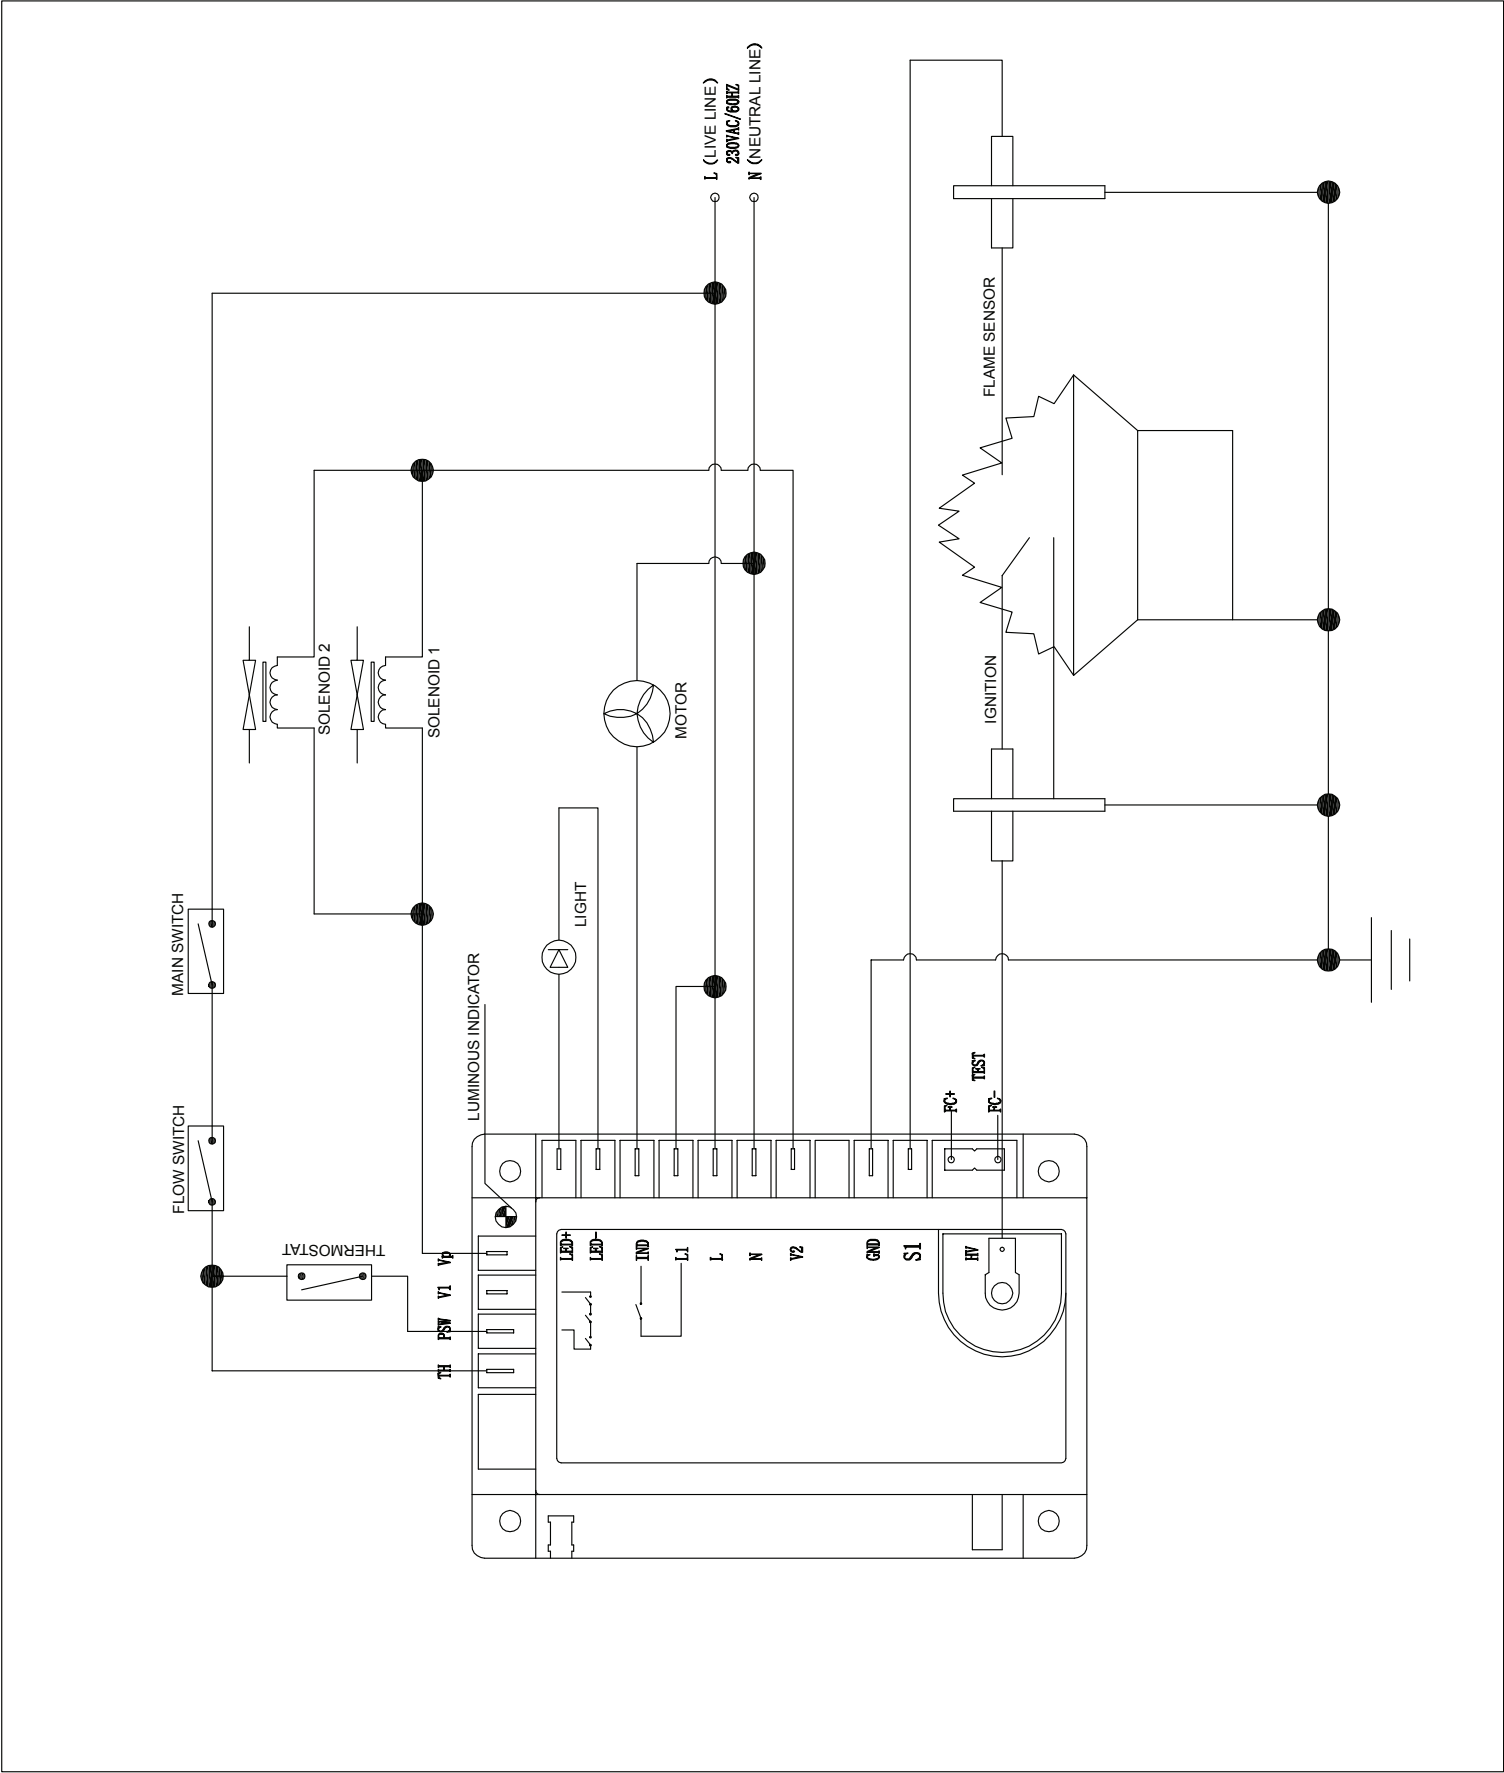 MAIN SWITCH
FLOW SWITCH
THERMOSTAT
SOLENOID 2
SOLENOID 1
LUMINOUS INDICATOR
LIGHT
MOTOR
L (LIVE LINE)
230VAC/60HZ
N (NEUTRAL LINE)
TH
PSW
V1
Vp
LED+
LED-
IND
L1
L
N
V2
GND
S1
HV
FC+
FC-
TEST
IGNITION
FLAME SENSOR